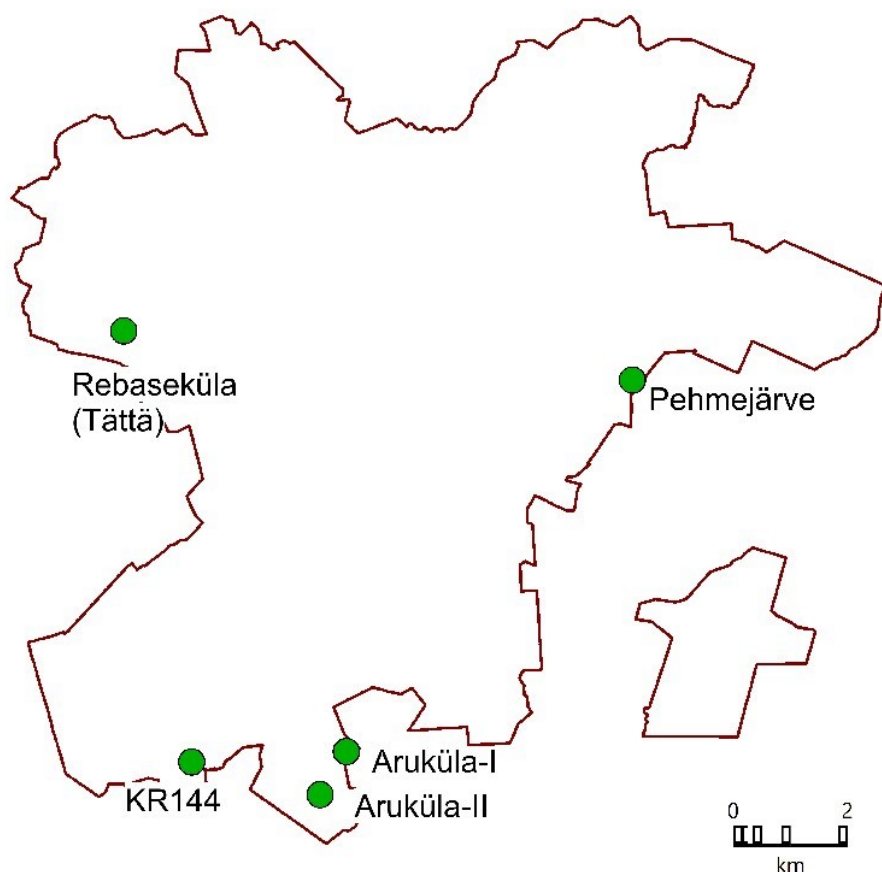 Rebaseküla
(Tättä)
Pehmejärve
Aruküla-I
KR144
Aruküla-II
0 2
km